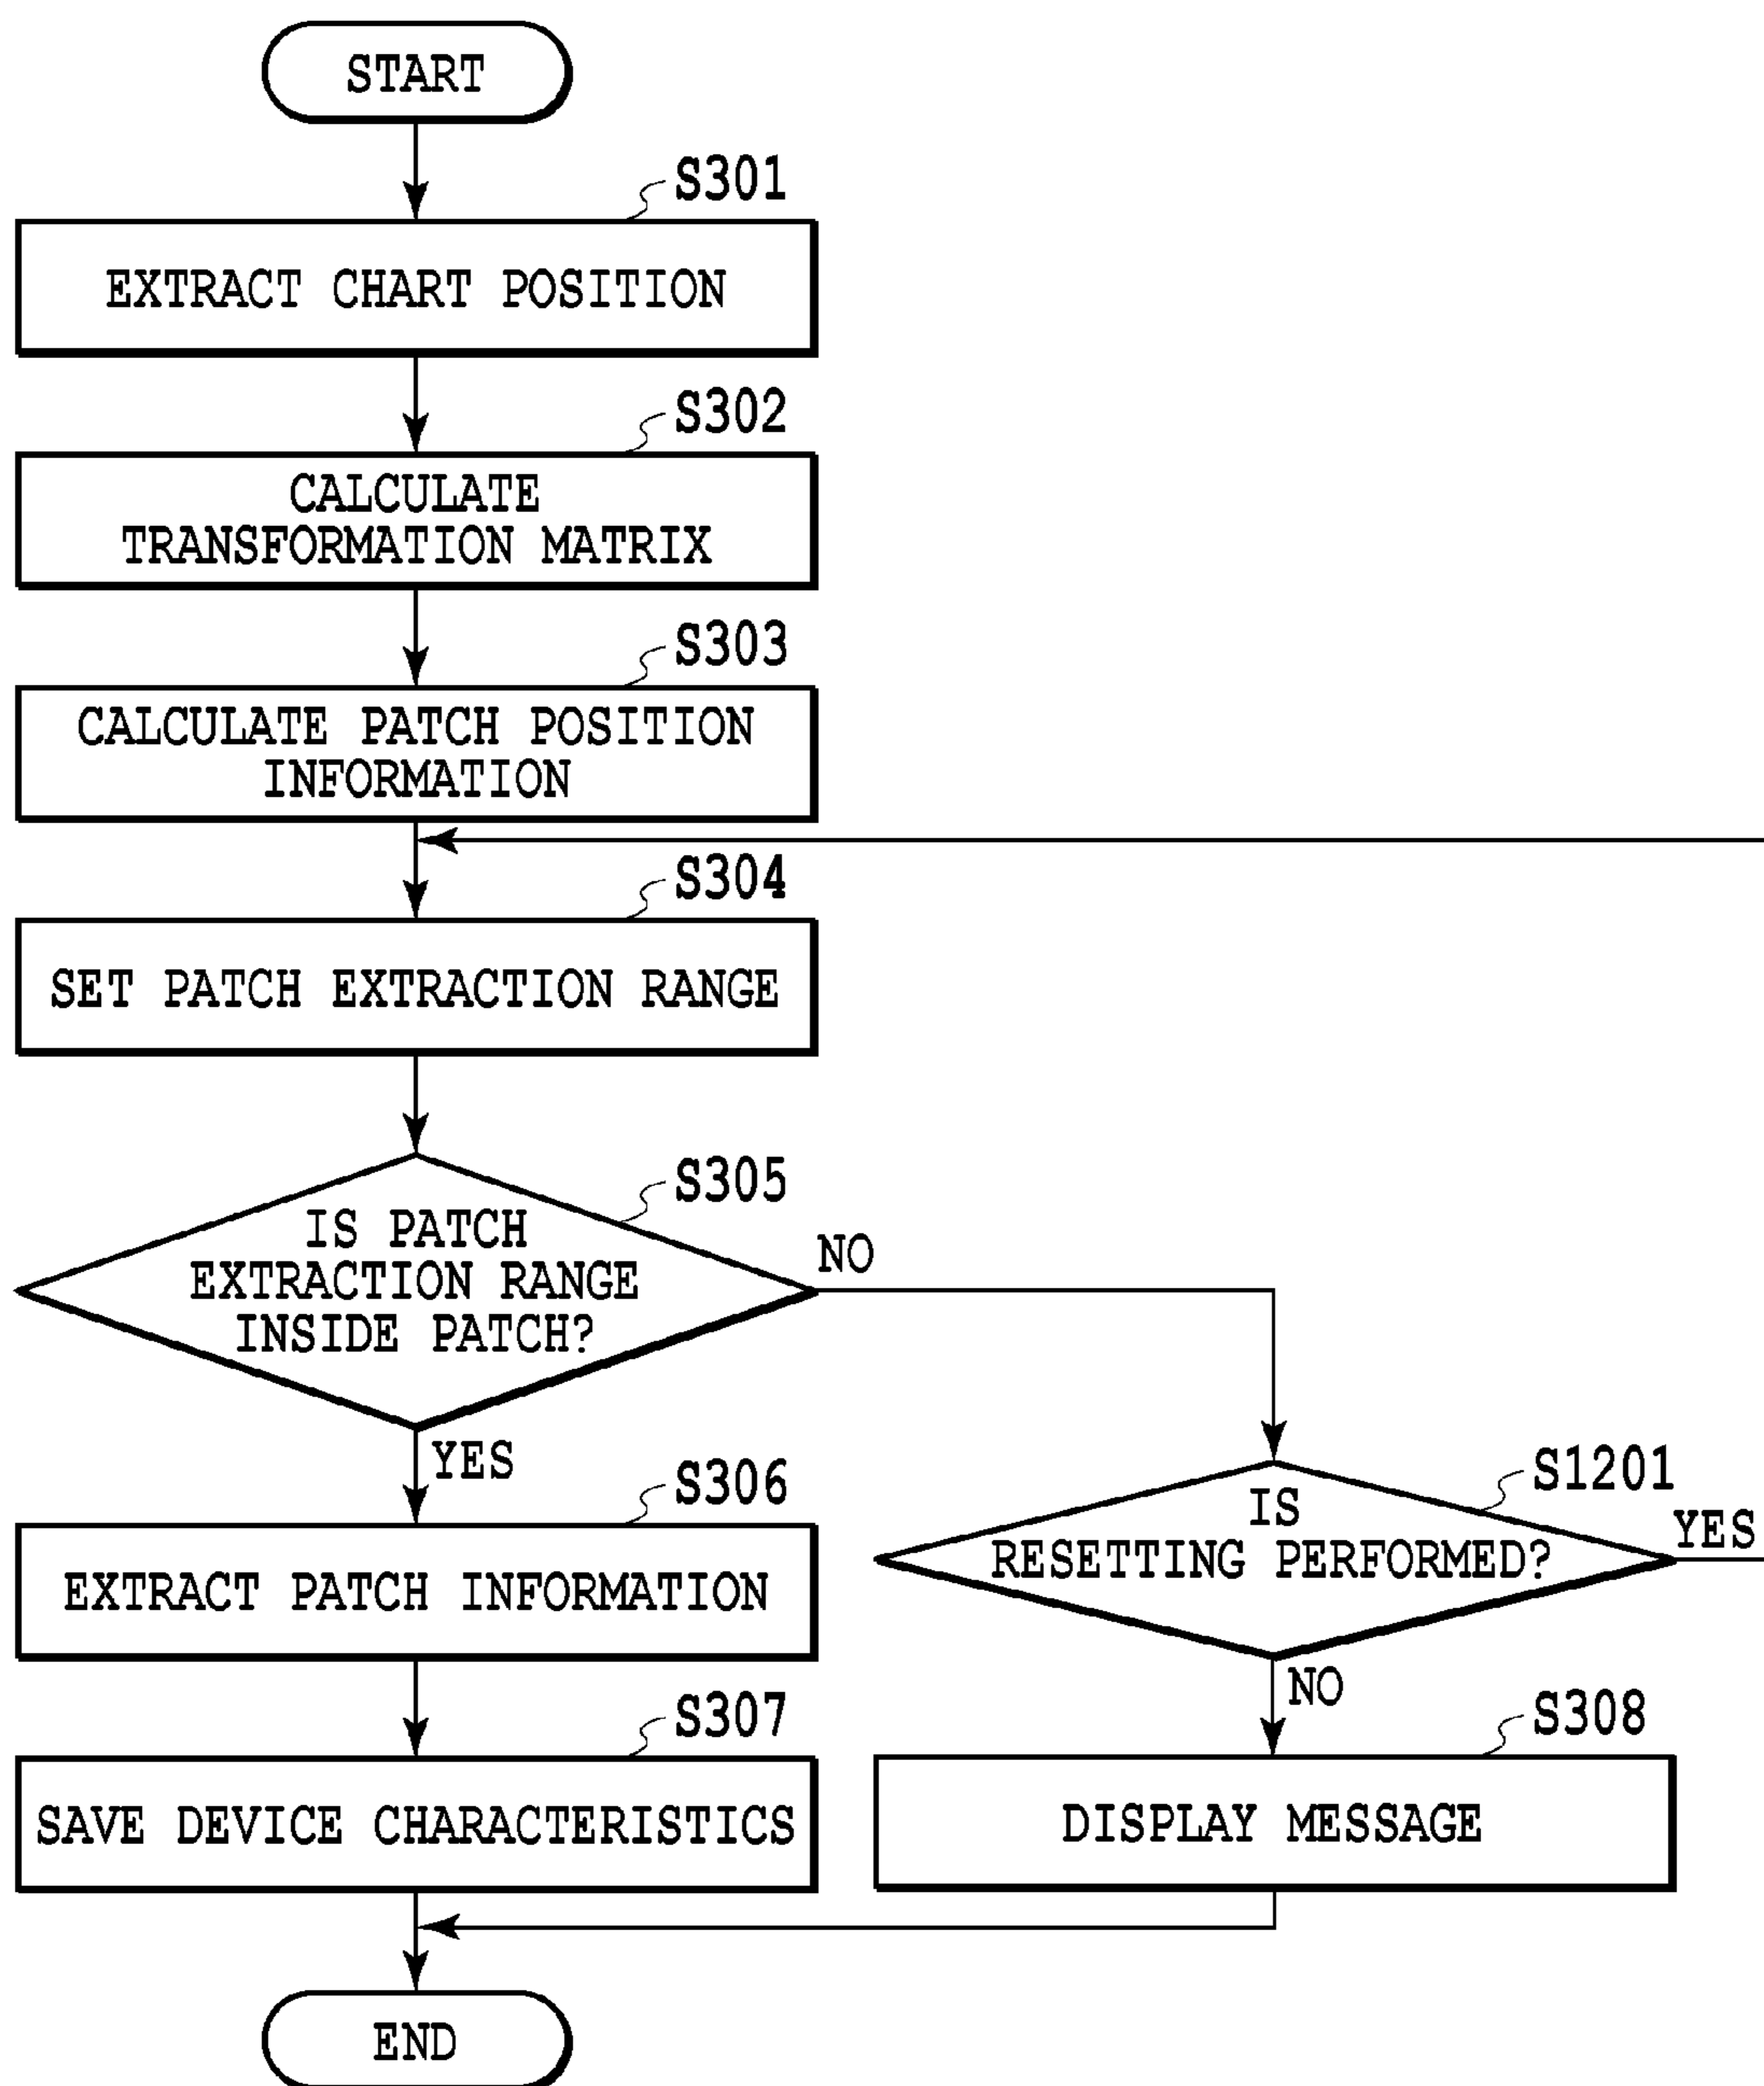 START
S301
EXTRACT CHART POSITION
S302
CALCULATE
TRANSFORMATION MATRIX
S303
CALCULATE PATCH POSITION
INFORMATION
S304
SET PATCH EXTRACTION RANGE
S305
IS PATCH
EXTRACTION RANGE
INSIDE PATCH?
NO
YES
S306
EXTRACT PATCH INFORMATION
S1201
IS
RESETTING PERFORMED?
YES
NO
S307
SAVE DEVICE CHARACTERISTICS
S308
DISPLAY MESSAGE
END